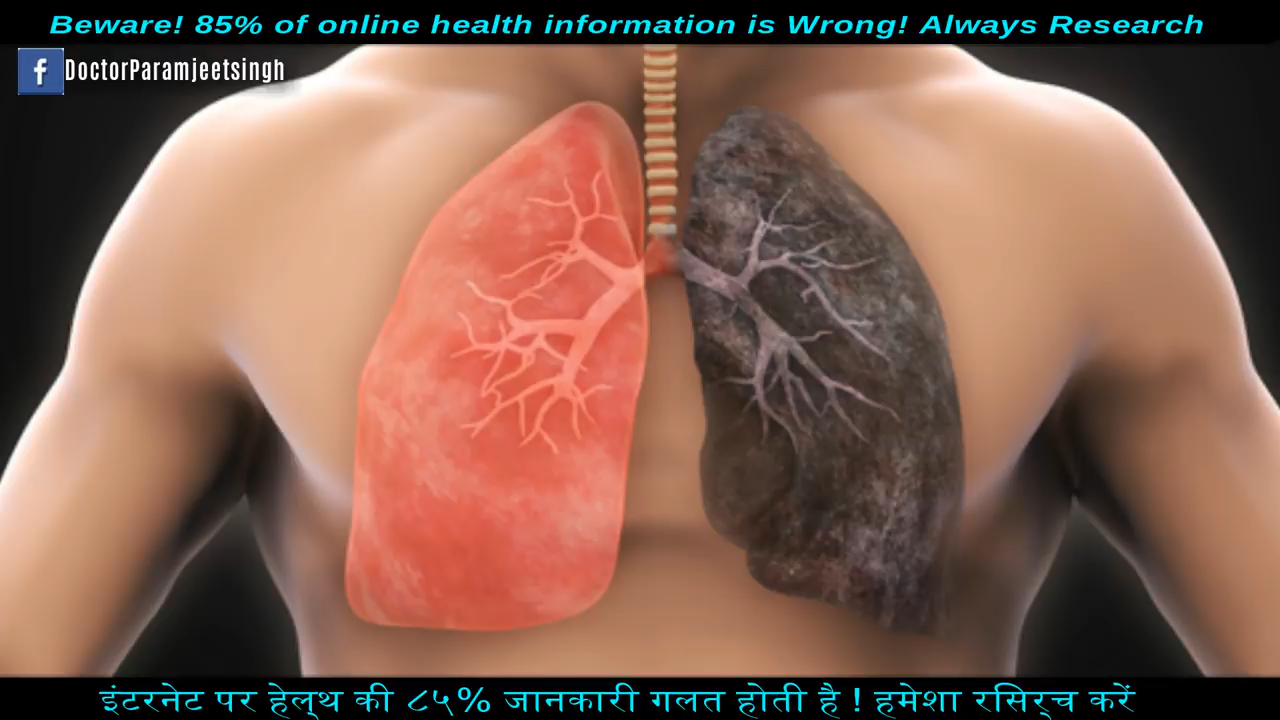 Beware! 85% of online health information is Wrong! Always Research
f DoctorParamjeetsingh
इंटरनेट पर हेल्थ की ८५% जानकारी गलत होती है ! हमेशा रसिर्च करें